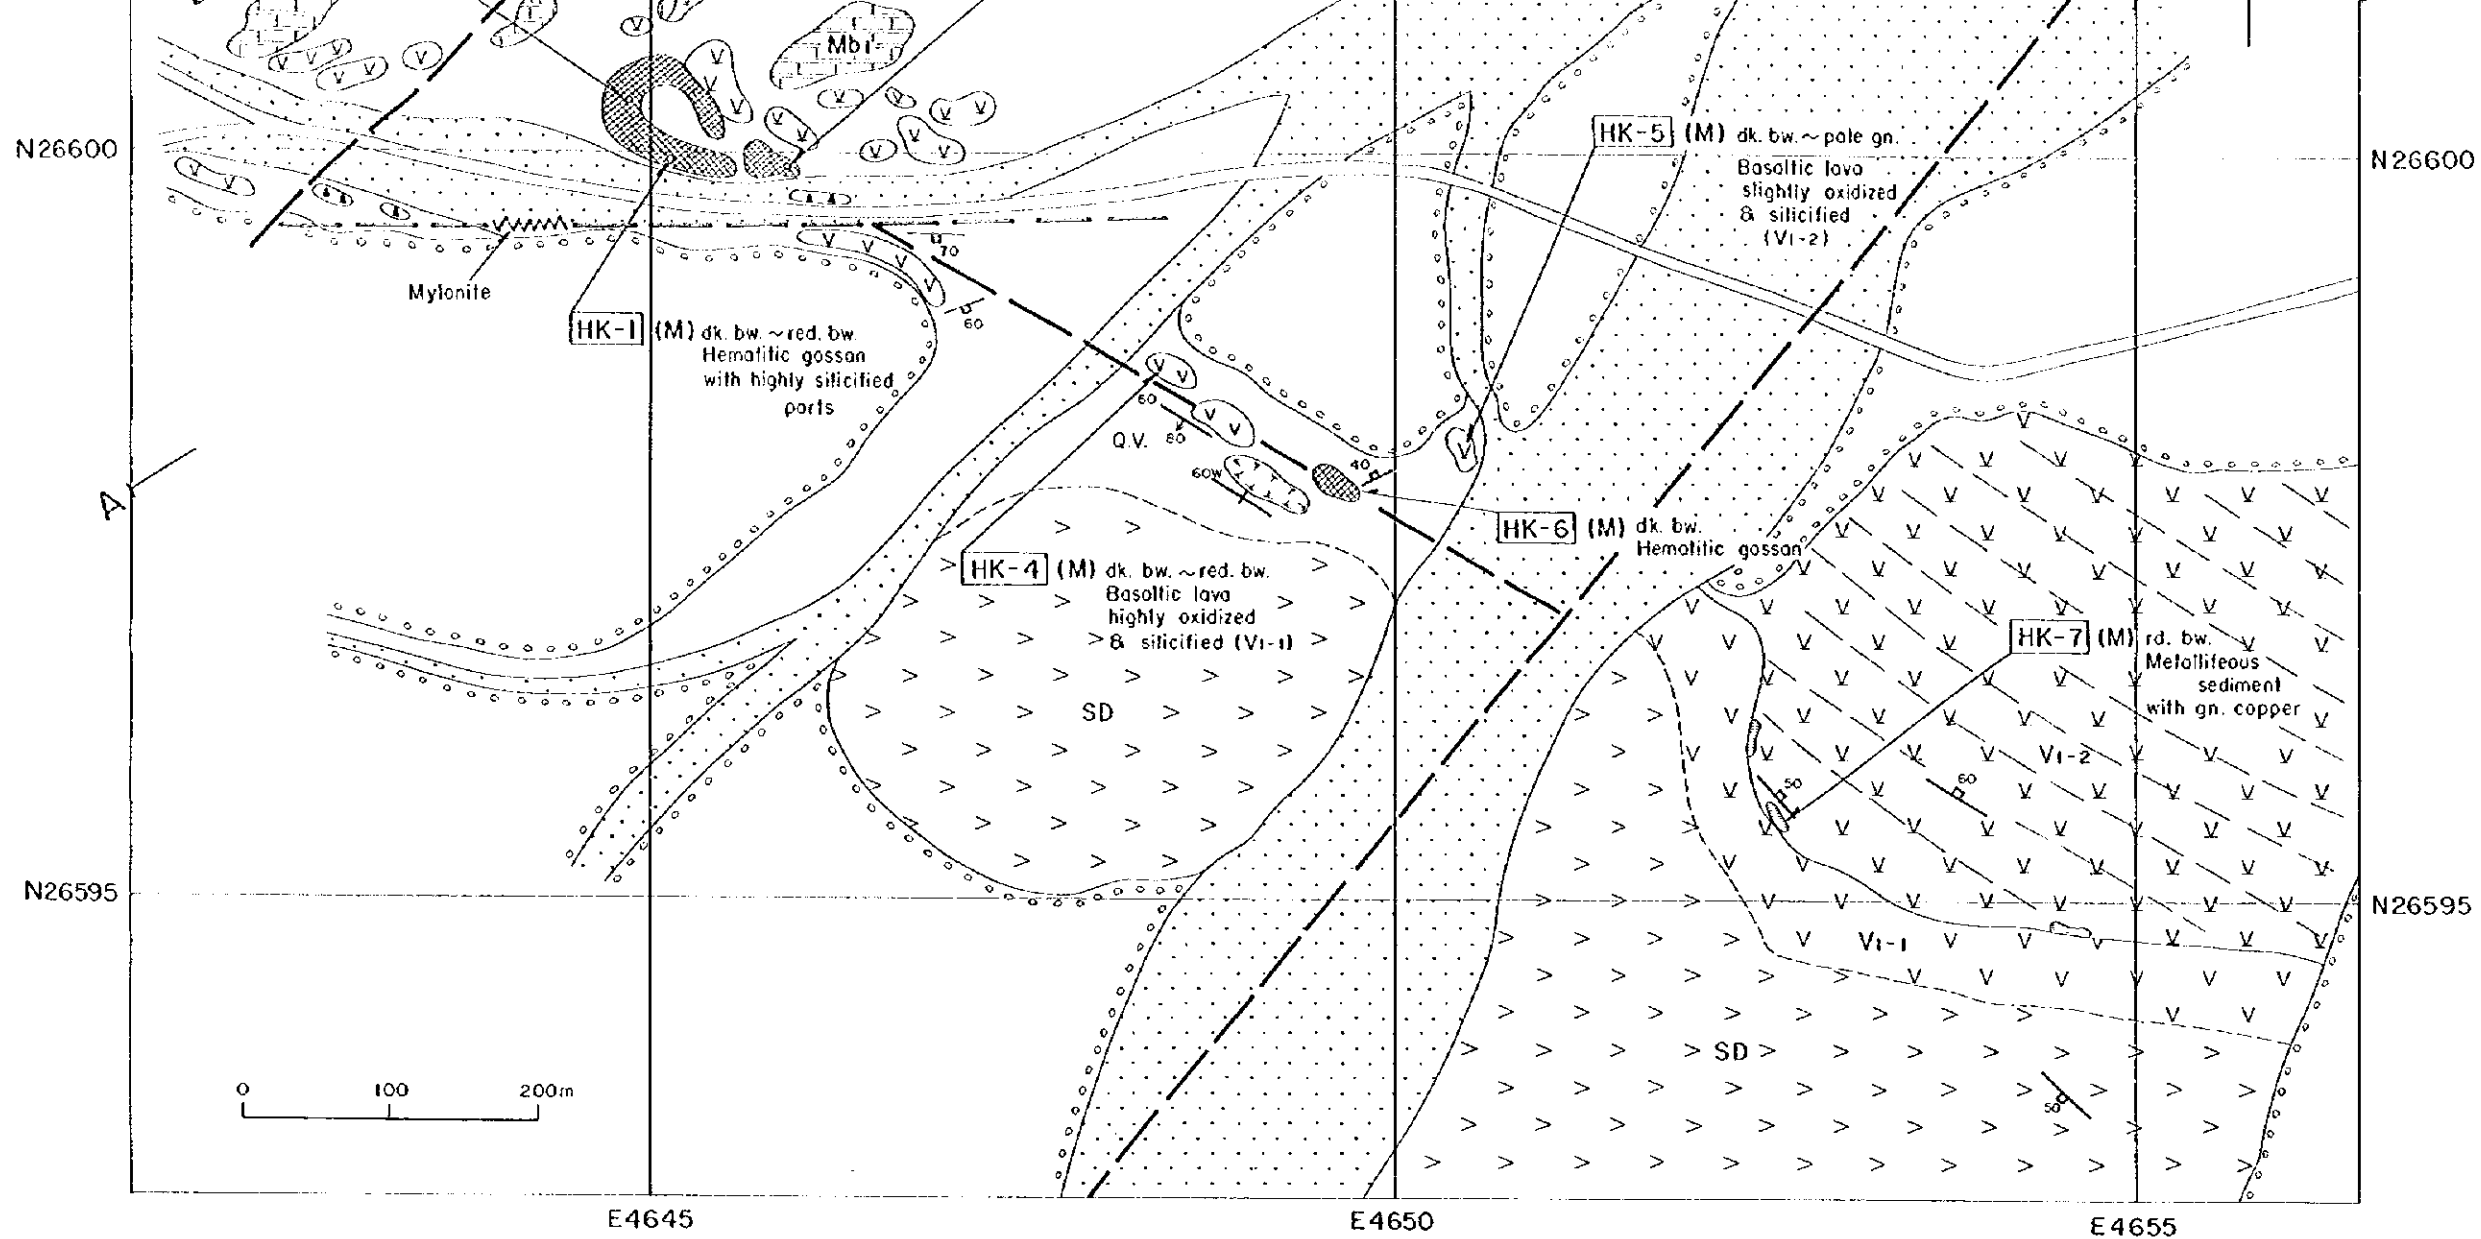 Mb1
N26600
N26600
HK-5 (M) dk. bw.~pale gn.
Basaltic lava
slightly oxidized
& silicified
(V1-2)
70
Mylonite
60
HK-1 (M) dk. bw.~red. bw.
Hematitic gossan
with highly silicified
parts
60
Q.V. 80
60W
40
A
HK-6 (M) dk. bw.
Hematitic gossan
HK-4 (M) dk. bw.~red. bw.
Basaltic lava
highly oxidized
& silicified (V1-1)
HK-7 (M) rd. bw.
Metallifeous
sediment
with gn. copper
SD
V1-2
50
60
N26595
N26595
V1-1
SD
0 100 200m
50
E4645
E4650
E4655